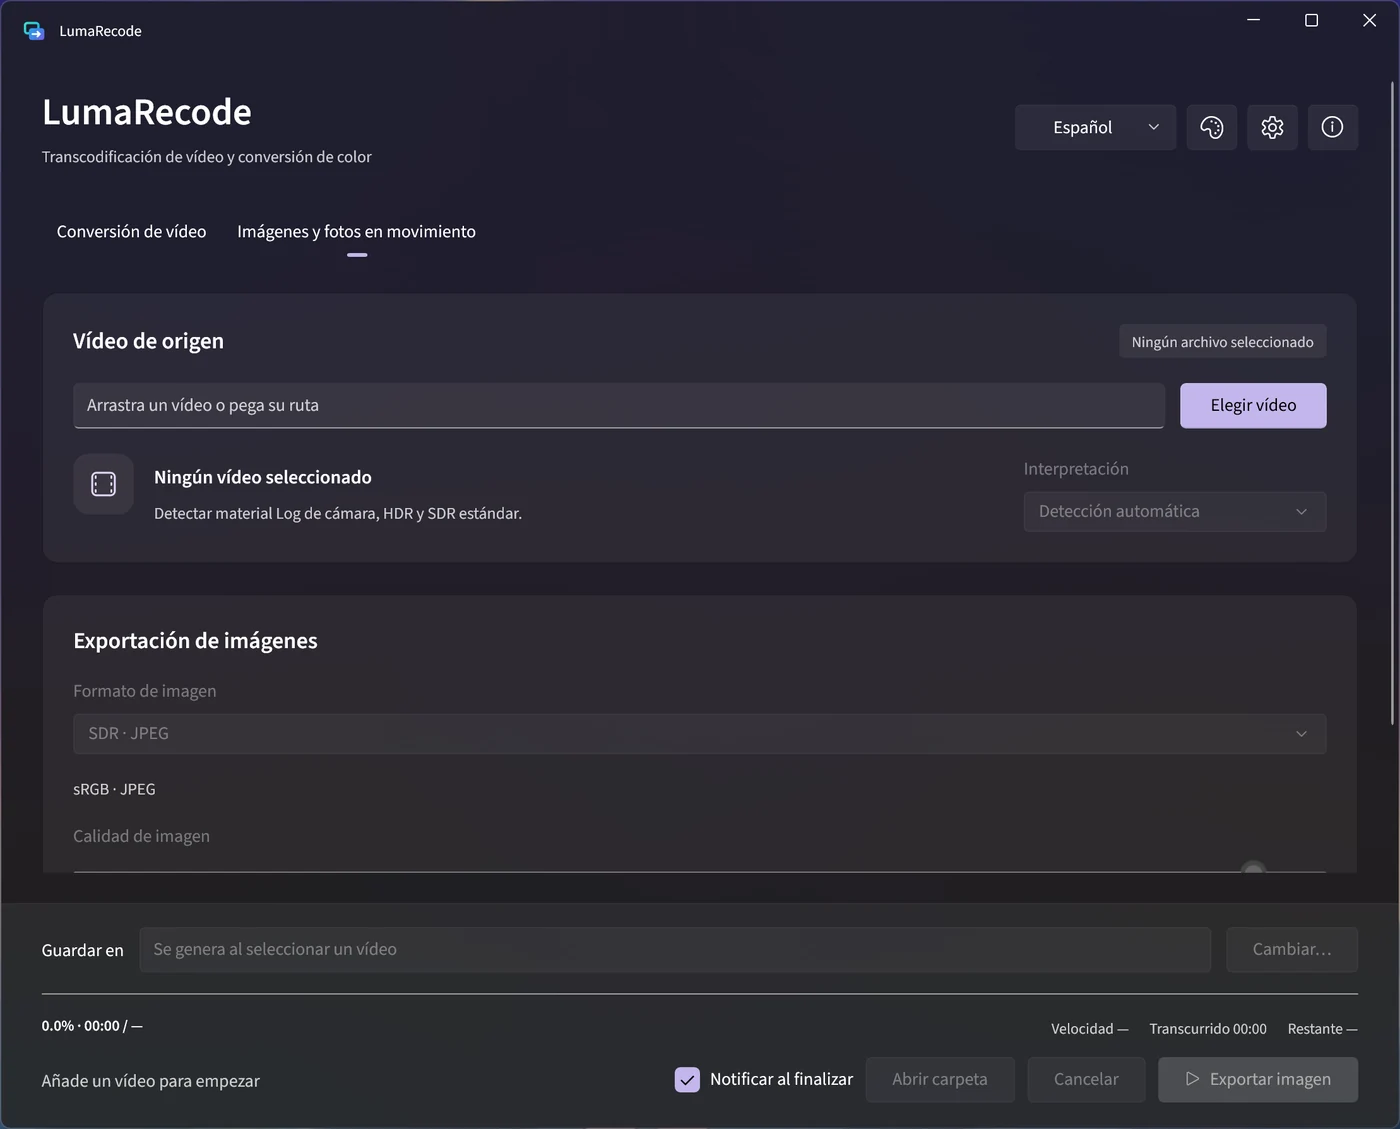 LumaRecode
LumaRecode
Transcodificación de vídeo y conversión de color
Español
Conversión de vídeo
Imágenes y fotos en movimiento
Vídeo de origen
Ningún archivo seleccionado
Arrastra un vídeo o pega su ruta
Elegir vídeo
Ningún vídeo seleccionado
Detectar material Log de cámara, HDR y SDR estándar.
Interpretación
Detección automática
Exportación de imágenes
Formato de imagen
SDR · JPEG
sRGB · JPEG
Calidad de imagen
Guardar en
Se genera al seleccionar un vídeo
Cambiar...
0.0% · 00:00 / —
Velocidad —
Transcurrido 00:00
Restante —
Añade un vídeo para empezar
Notificar al finalizar
Abrir carpeta
Cancelar
Exportar imagen